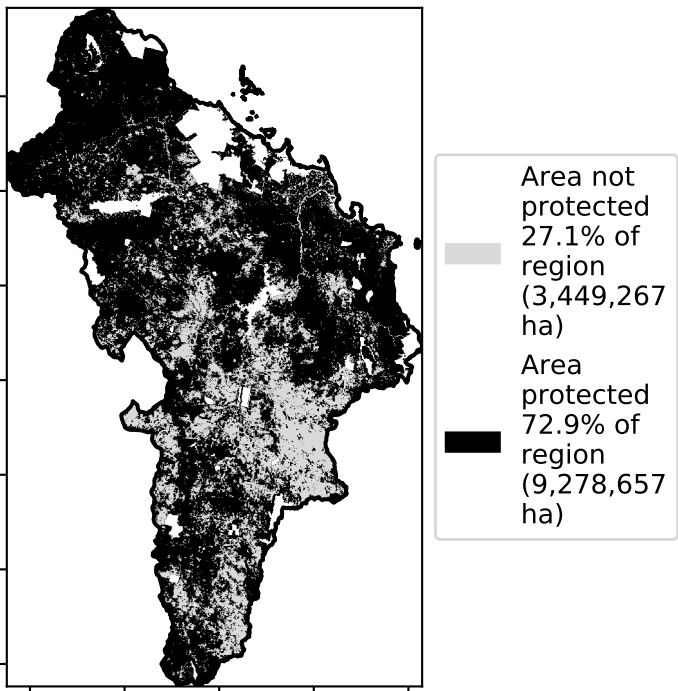 Area not
protected
27.1% of
region
(3,449,267
ha)
Area
protected
72.9% of
region
(9,278,657
ha)